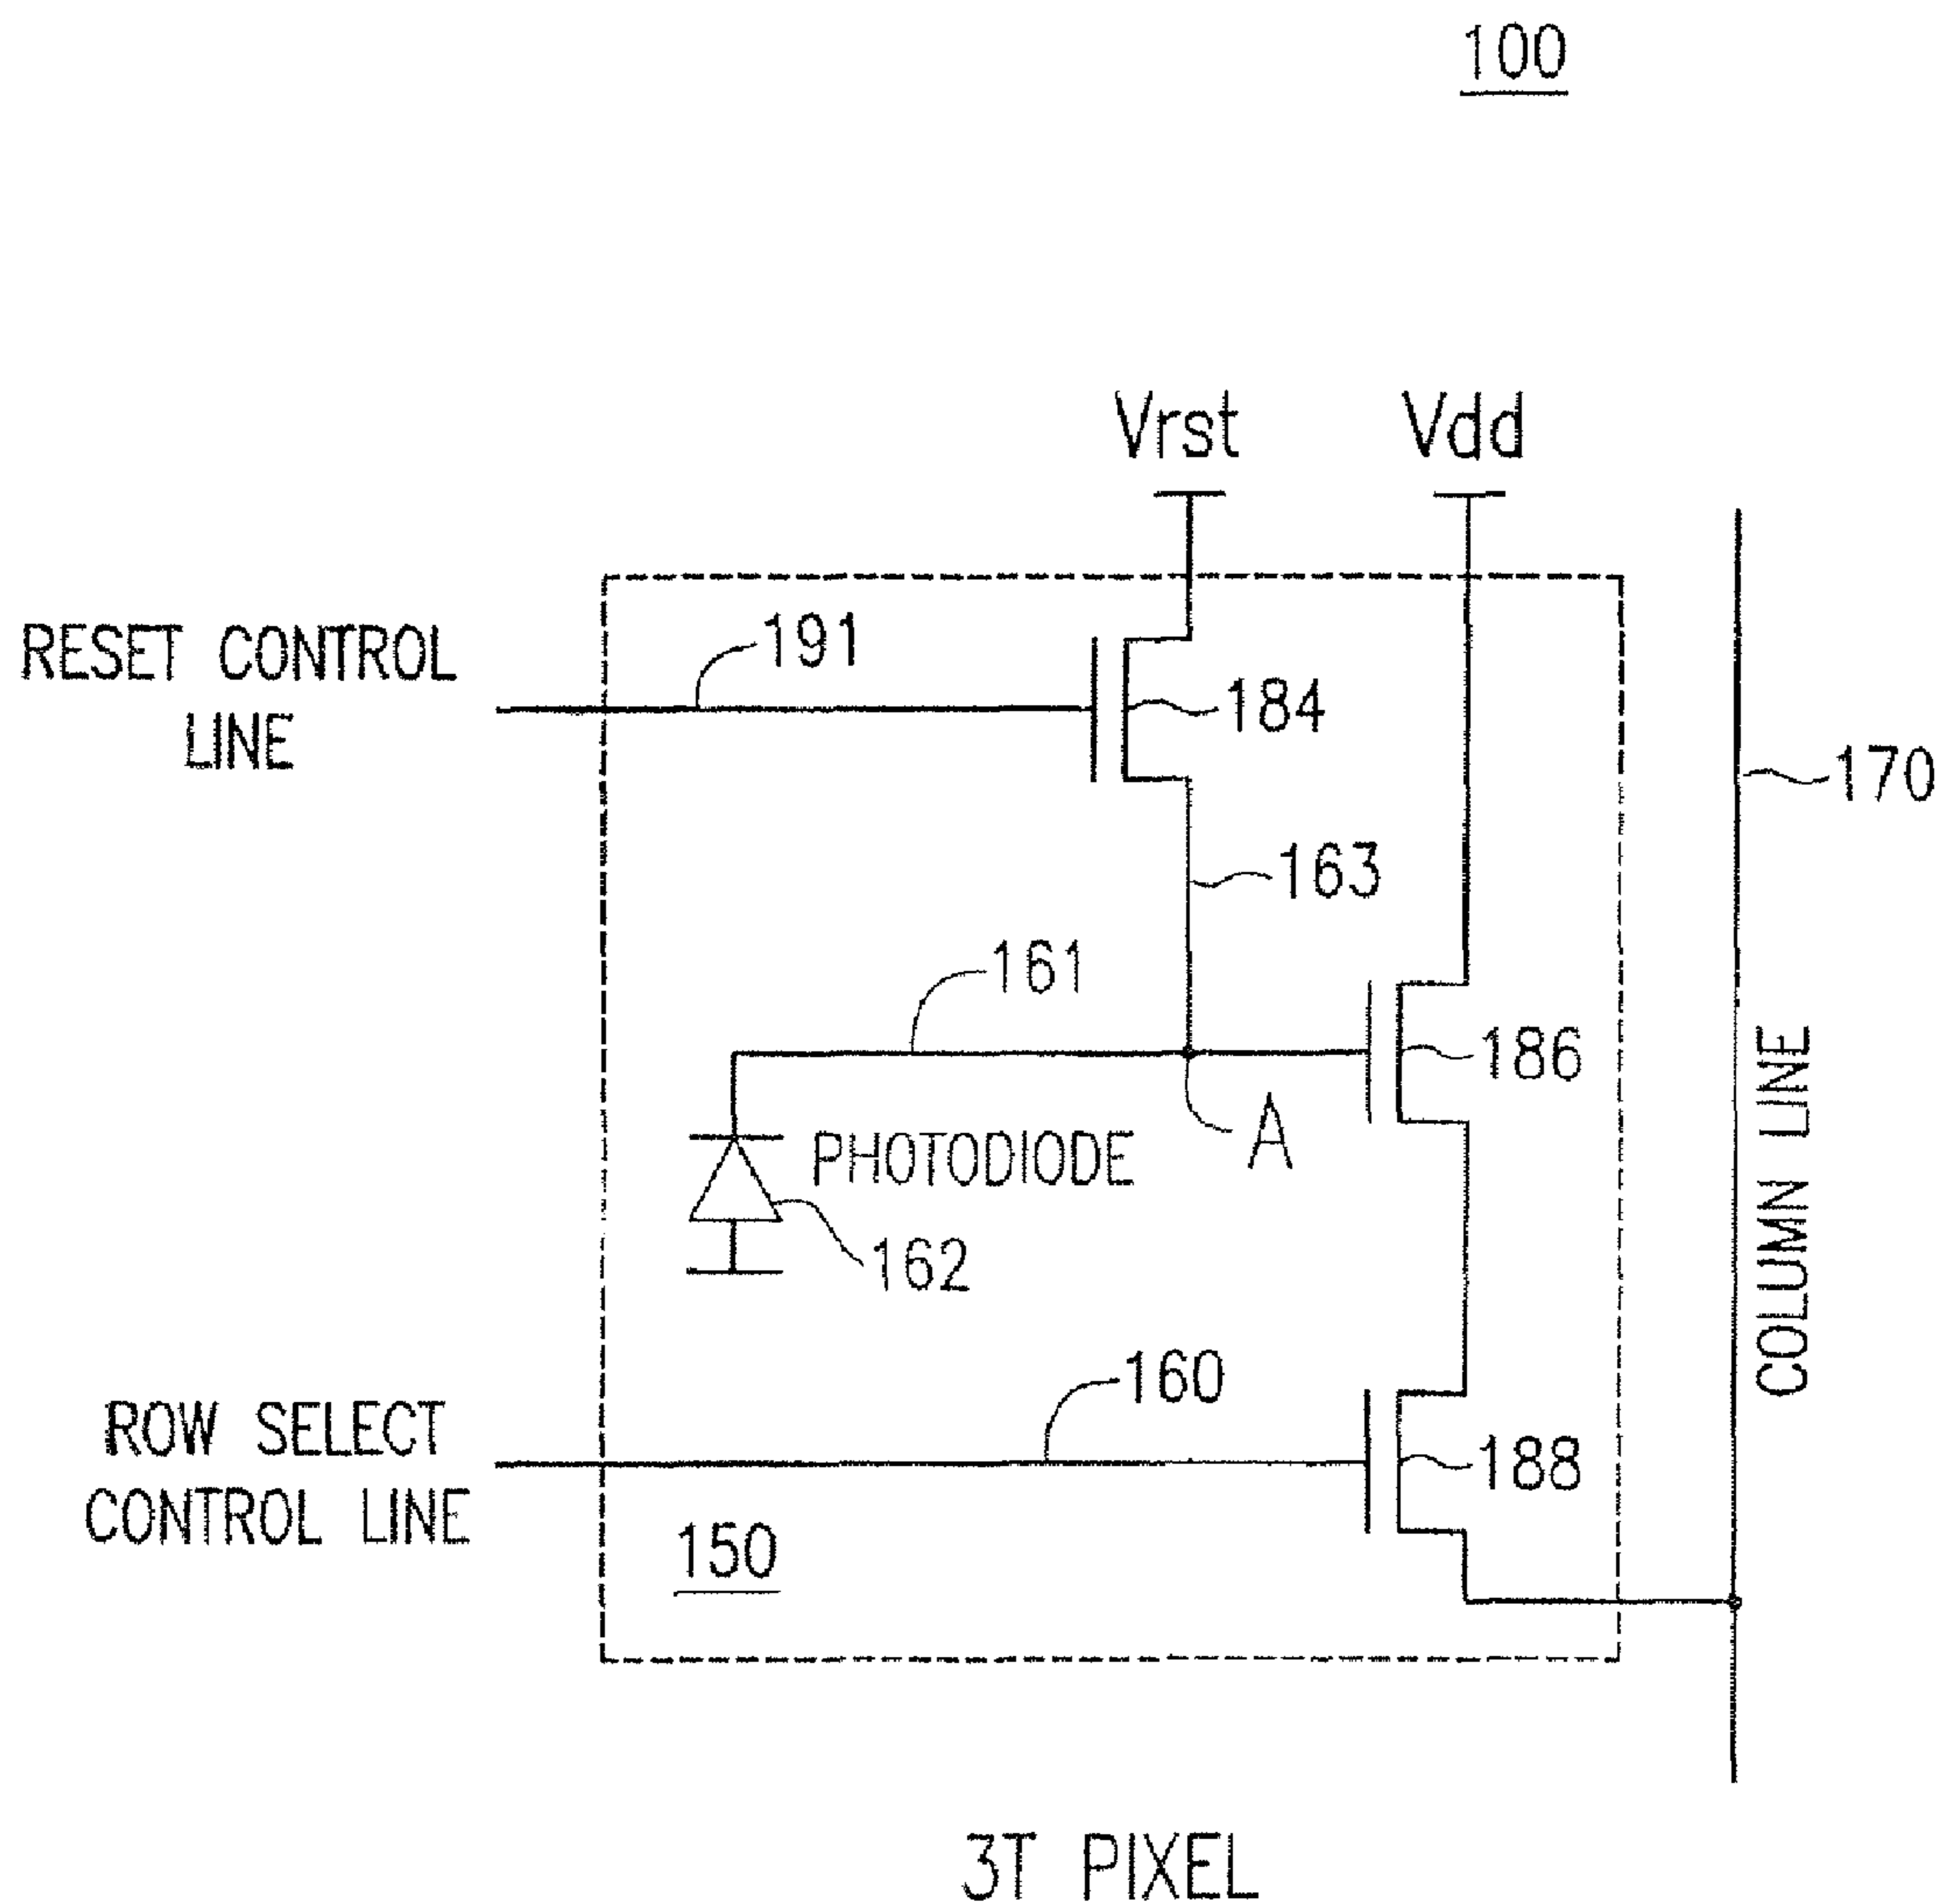 100
Vrst
Vdd
RESET CONTROL
LINE
191
184
170
163
161
186
PHOTODIODE
A
162
COLUMN LINE
160
ROW SELECT
CONTROL LINE
188
150
3T PIXEL